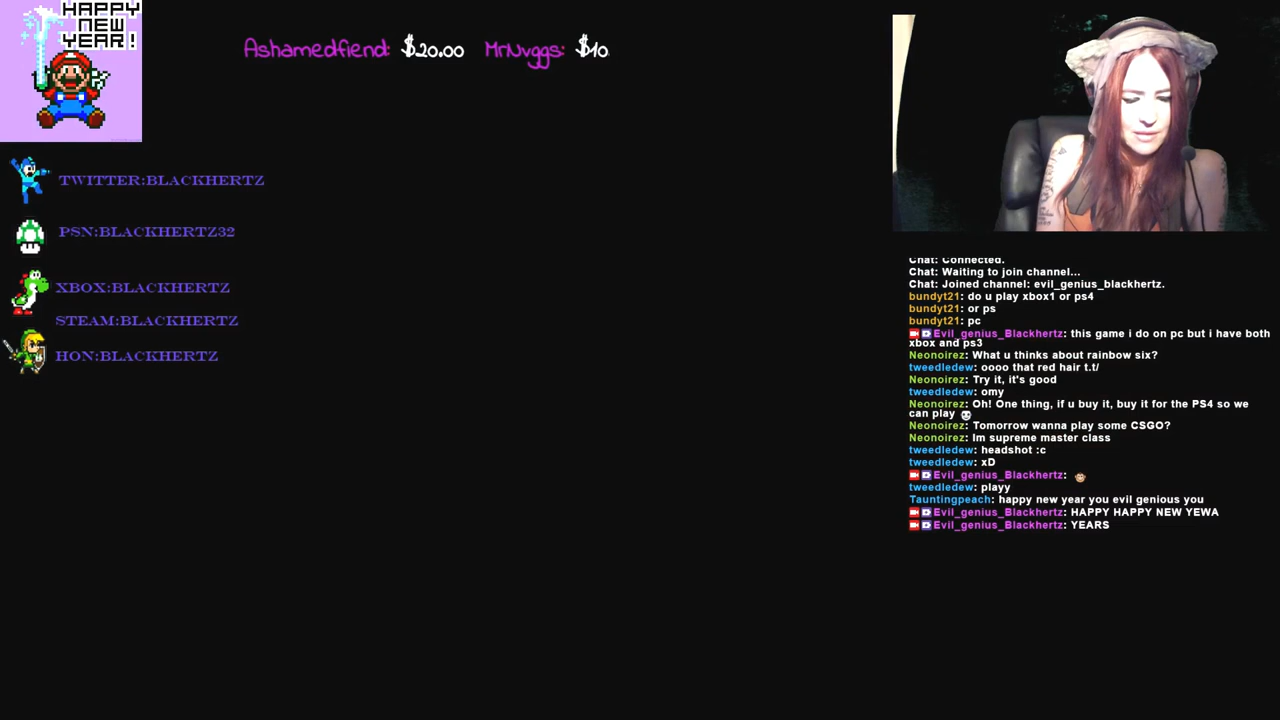 HAPPY
NEW
YEAR!
Ashamedfiend: $20.00 MrNvggs: $10
TWITTER:BLACKHERTZ
PSN:BLACKHERTZ32
XBOX:BLACKHERTZ
STEAM:BLACKHERTZ
HON:BLACKHERTZ
Chat: Connected.
Chat: Waiting to join channel...
Chat: Joined channel: evil_genius_blackhertz.
bundyt21: do u play xbox1 or ps4
bundyt21: or ps
bundyt21: pc
Evil_genius_Blackhertz: this game i do on pc but i have both
xbox and ps3
Neonoirez: What u thinks about rainbow six?
tweedledew: oooo that red hair t.t/
Neonoirez: Try it, it's good
tweedledew: omy
Neonoirez: Oh! One thing, if u buy it, buy it for the PS4 so we
can play
Neonoirez: Tomorrow wanna play some CSGO?
Neonoirez: Im supreme master class
tweedledew: headshot :c
tweedledew: xD
Evil_genius_Blackhertz:
tweedledew: playy
Tauntingpeach: happy new year you evil genious you
Evil_genius_Blackhertz: HAPPY HAPPY NEW YEWA
Evil_genius_Blackhertz: YEARS